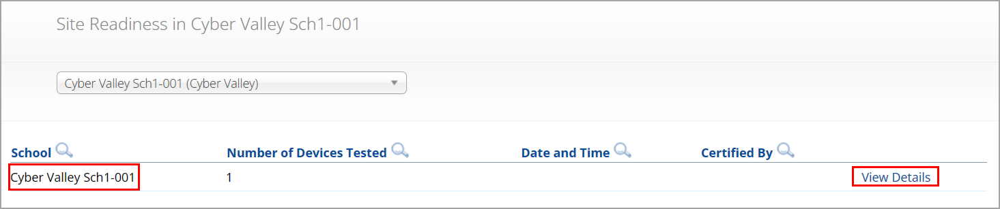 Site Readiness in Cyber Valley Sch1-001
Cyber Valley Sch1-001 (Cyber Valley)
School Number of Devices Tested Date and Time Certified By
Cyber Valley Sch1-001 1 View Details